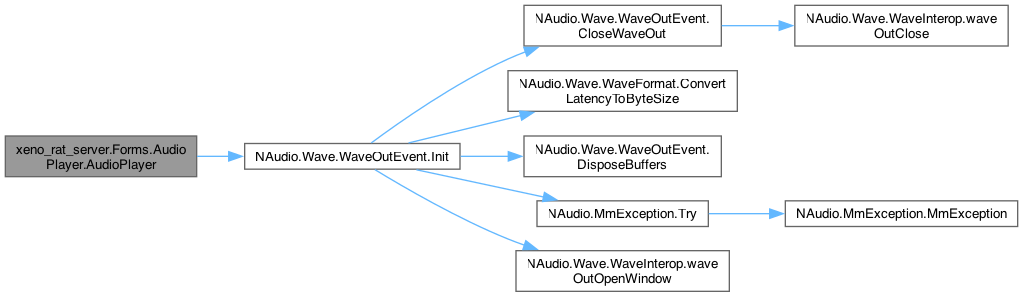 NAudio.Wave.WaveOutEvent.
CloseWaveOut
NAudio.Wave.WaveInterop.wave
OutClose
NAudio.Wave.WaveFormat.Convert
LatencyToByteSize
xeno_rat_server.Forms.Audio
Player.AudioPlayer
NAudio.Wave.WaveOutEvent.Init
NAudio.Wave.WaveOutEvent.
DisposeBuffers
NAudio.MmException.Try
NAudio.MmException.MmException
NAudio.Wave.WaveInterop.wave
OutOpenWindow